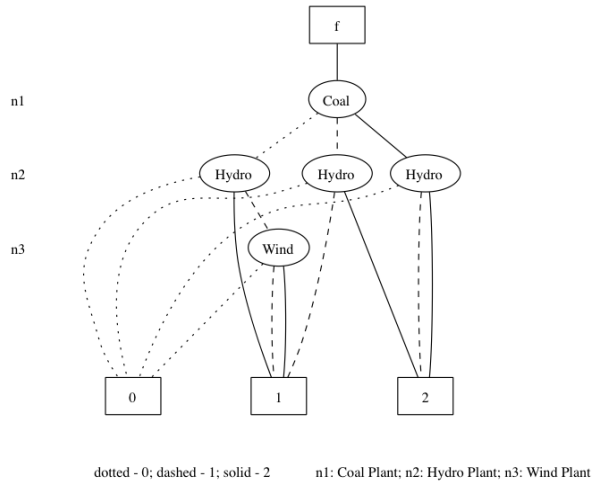 f
n1
Coal
n2
Hydro Hydro Hydro
n3
Wind
0 1 2
dotted - 0; dashed - 1; solid - 2 n1: Coal Plant; n2: Hydro Plant; n3: Wind Plant